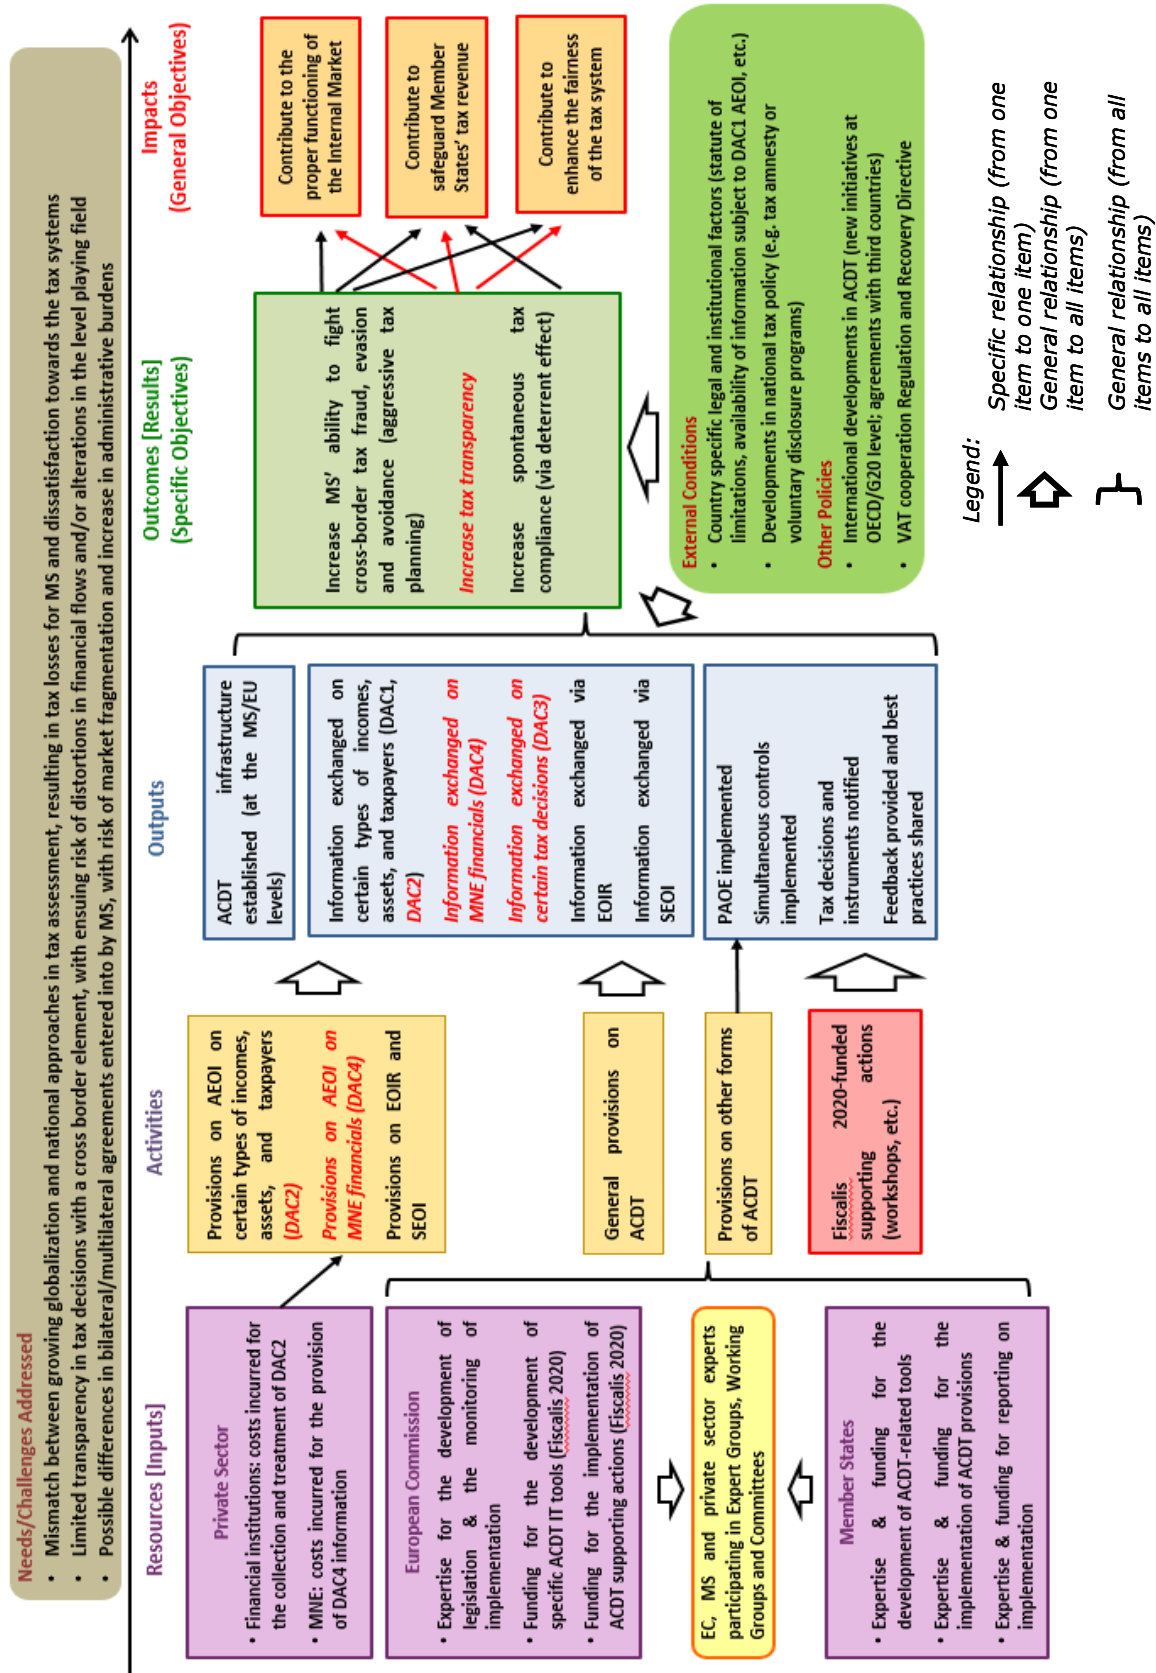 Needs/Challenges Addressed
• Mismatch between growing globalization and national approaches in tax assessment, resulting in tax losses for MS and dissatisfaction towards the tax systems
• Limited transparency in tax decisions with a cross border element, with ensuing risk of distortions in financial flows and/or alterations in the level playing field
• Possible differences in bilateral/multilateral agreements entered into by MS, with risk of market fragmentation and increase in administrative burdens
Resources [Inputs]
Private Sector
• Financial institutions: costs incurred for
the collection and treatment of DAC2
• MNE: costs incurred for the provision
of DAC4 information
European Commission
• Expertise for the development of
legislation & the monitoring of
implementation
• Funding for the development of
specific ACDT IT tools (Fiscalis 2020)
• Funding for the implementation of
ACDT supporting actions (Fiscalis 2020)
EC, MS and private sector experts
participating in Expert Groups, Working
Groups and Committees
Member States
• Expertise & funding for the
development of ACDT-related tools
• Expertise & funding for the
implementation of ACDT provisions
• Expertise & funding for reporting on
implementation
Activities
Provisions on AEOI on
certain types of incomes,
assets, and taxpayers
(DAC2)
Provisions on AEOI on
MNE financials (DAC4)
Provisions on EOIR and
SEOI
General provisions on
ACDT
Provisions on other forms
of ACDT
Fiscalis 2020-funded
supporting actions
(workshops, etc.)
Outputs
ACDT infrastructure
established (at the MS/EU
levels)
Information exchanged on
certain types of incomes,
assets, and taxpayers (DAC1,
DAC2)
Information exchanged on
MNE financials (DAC4)
Information exchanged on
certain tax decisions (DAC3)
Information exchanged via
EOIR
Information exchanged via
SEOI
PAOE implemented
Simultaneous controls
implemented
Tax decisions and
instruments notified
Feedback provided and best
practices shared
Outcomes [Results]
(Specific Objectives)
Increase MS' ability to fight
cross-border tax fraud, evasion
and avoidance (aggressive tax
planning)
Increase tax transparency
Increase spontaneous tax
compliance (via deterrent effect)
External Conditions
• Country specific legal and institutional factors (statute of
limitations, availability of information subject to DAC1 AEOI, etc.)
• Developments in national tax policy (e.g. tax amnesty or
voluntary disclosure programs)
Other Policies
• International developments in ACDT (new initiatives at
OECD/G20 level; agreements with third countries)
• VAT cooperation Regulation and Recovery Directive
Impacts
(General Objectives)
Contribute to the
proper functioning of
the Internal Market
Contribute to
safeguard Member
States' tax revenue
Contribute to
enhance the fairness
of the tax system
Legend:
Specific relationship (from one
item to one item)
General relationship (from one
item to all items)
General relationship (from all
items to all items)